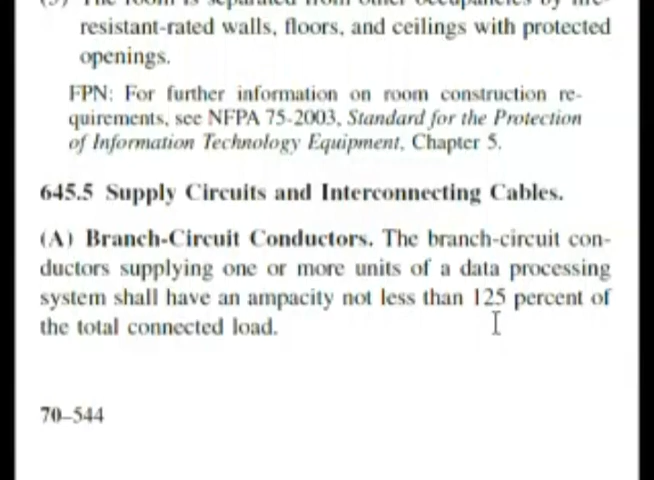 resistant-rated walls, floors, and ceilings with protected
openings.
FPN: For further information on room construction re-
quirements, see NFPA 75-2003, Standard for the Protection
of Information Technology Equipment, Chapter 5.
645.5 Supply Circuits and Interconnecting Cables.
(A) Branch-Circuit Conductors. The branch-circuit con-
ductors supplying one or more units of a data processing
system shall have an ampacity not less than 125 percent of
the total connected load.
70–544